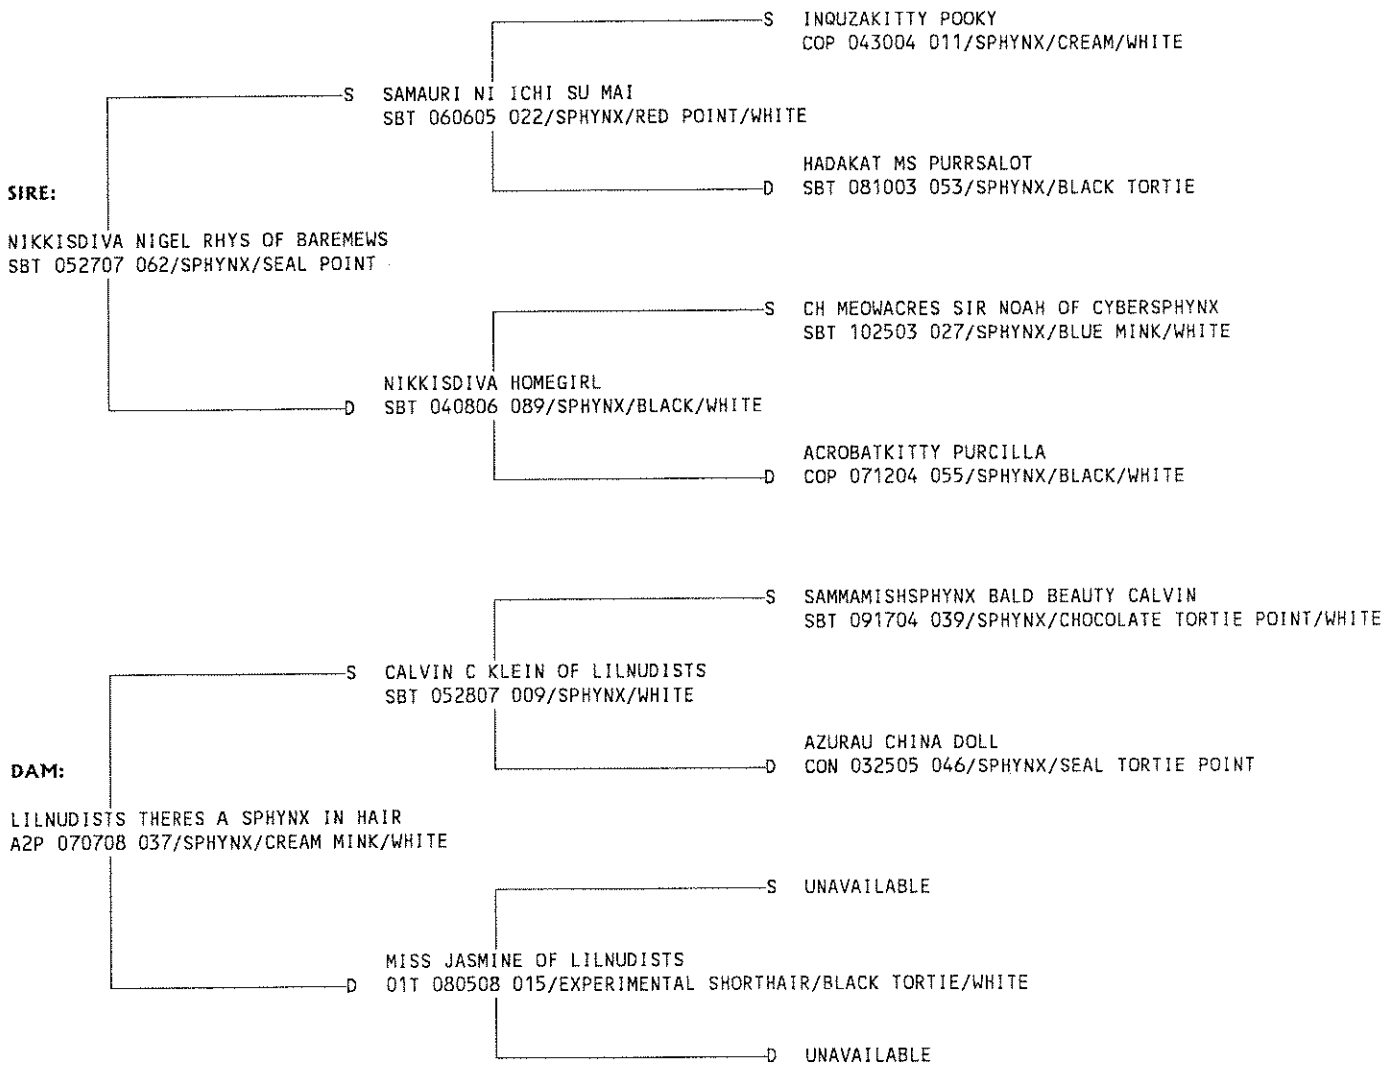 S INQUZAKITTY POOKY
COP 043004 011/SPHYNX/CREAM/WHITE
S SAMAURI NI ICHI SU MAI
SBT 060605 022/SPHYNX/RED POINT/WHITE
HADAKAT MS PURRSALOT
D SBT 081003 053/SPHYNX/BLACK TORTIE
SIRE:
NIKKISDIVA NIGEL RHYS OF BAREMEWS
SBT 052707 062/SPHYNX/SEAL POINT
S CH MEOWACRES SIR NOAH OF CYBERSPHYNX
SBT 102503 027/SPHYNX/BLUE MINK/WHITE
NIKKISDIVA HOMEGIRL
D SBT 040806 089/SPHYNX/BLACK/WHITE
ACROBATKITTY PURCILLA
D COP 071204 055/SPHYNX/BLACK/WHITE
S SAMMAMISHSPHYNX BALD BEAUTY CALVIN
SBT 091704 039/SPHYNX/CHOCOLATE TORTIE POINT/WHITE
S CALVIN C KLEIN OF LILNUDISTS
SBT 052807 009/SPHYNX/WHITE
AZURAU CHINA DOLL
D CON 032505 046/SPHYNX/SEAL TORTIE POINT
DAM:
LILNUDISTS THERES A SPHYNX IN HAIR
A2P 070708 037/SPHYNX/CREAM MINK/WHITE
S UNAVAILABLE
MISS JASMINE OF LILNUDISTS
D 01T 080508 015/EXPERIMENTAL SHORTHAIR/BLACK TORTIE/WHITE
D UNAVAILABLE